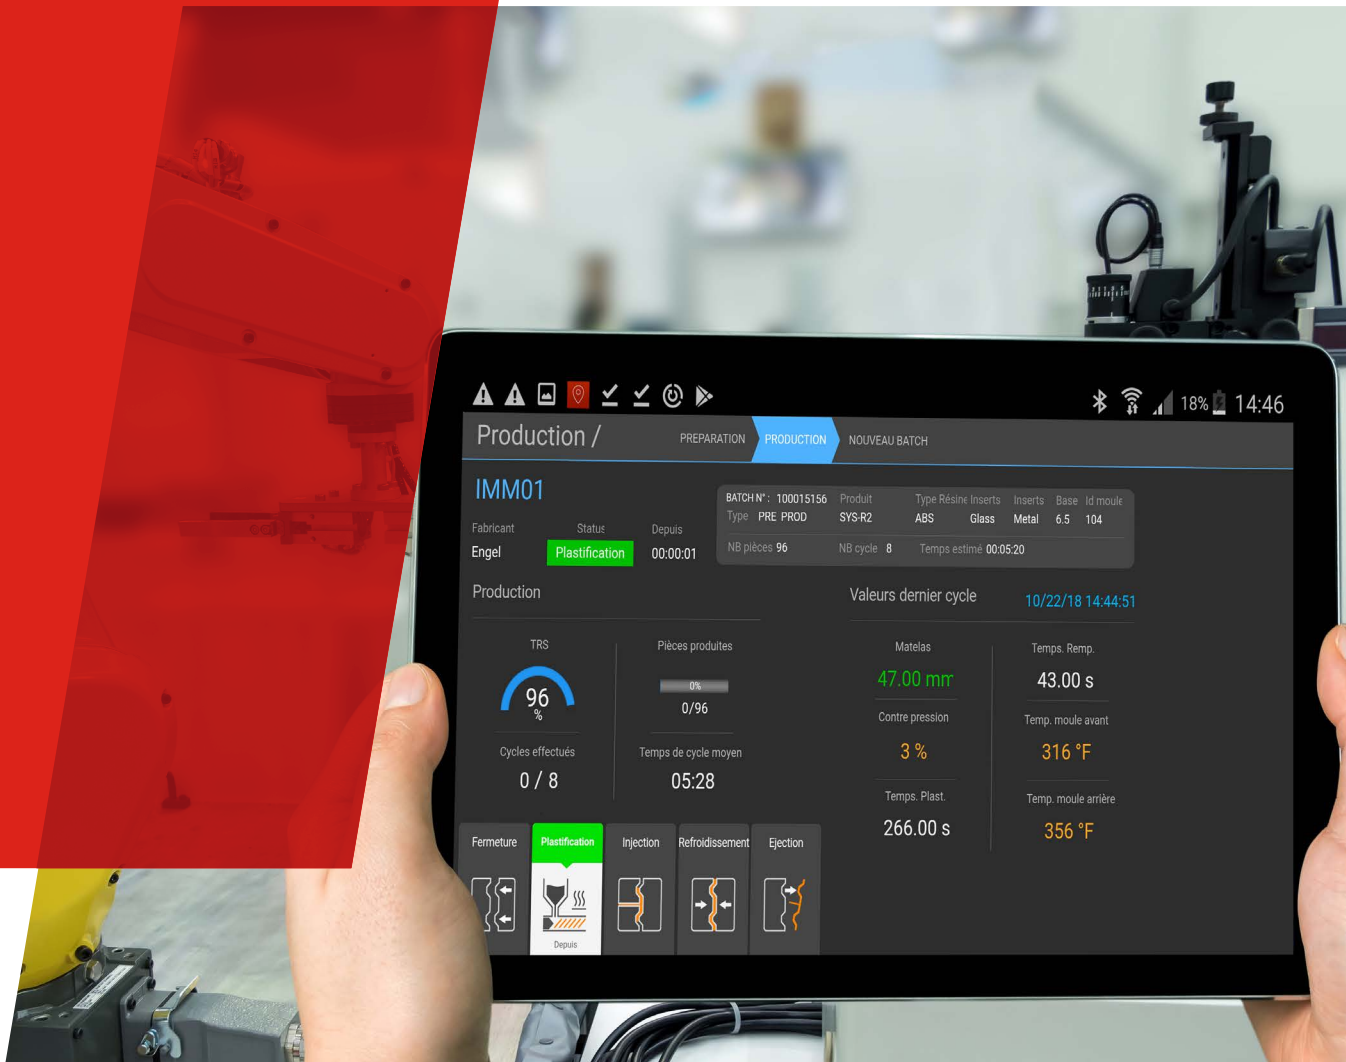 18% 14:46
Production / PREPARATION PRODUCTION NOUVEAU BATCH
IMM01
Fabricant Status Depuis
Engel Plastification 00:00:01
BATCH N° : 100015156 Produit Type Résine Inserts Inserts Base Id moule
Type PRE PROD SYS-R2 ABS Glass Metal 6.5 104
NB pièces 96 NB cycle 8 Temps estimé 00:05:20
Production
TRS
96
%
Pièces produites
0%
0/96
Cycles effectués
0 / 8
Temps de cycle moyen
05:28
Valeurs dernier cycle 10/22/18 14:44:51
Matelas
47.00 mm
Temps. Remp.
43.00 s
Contre pression
3 %
Temp. moule avant
316 °F
Temps. Plast.
266.00 s
Temp. moule arrière
356 °F
Fermeture Plastification Injection Refroidissement Ejection
Depuis